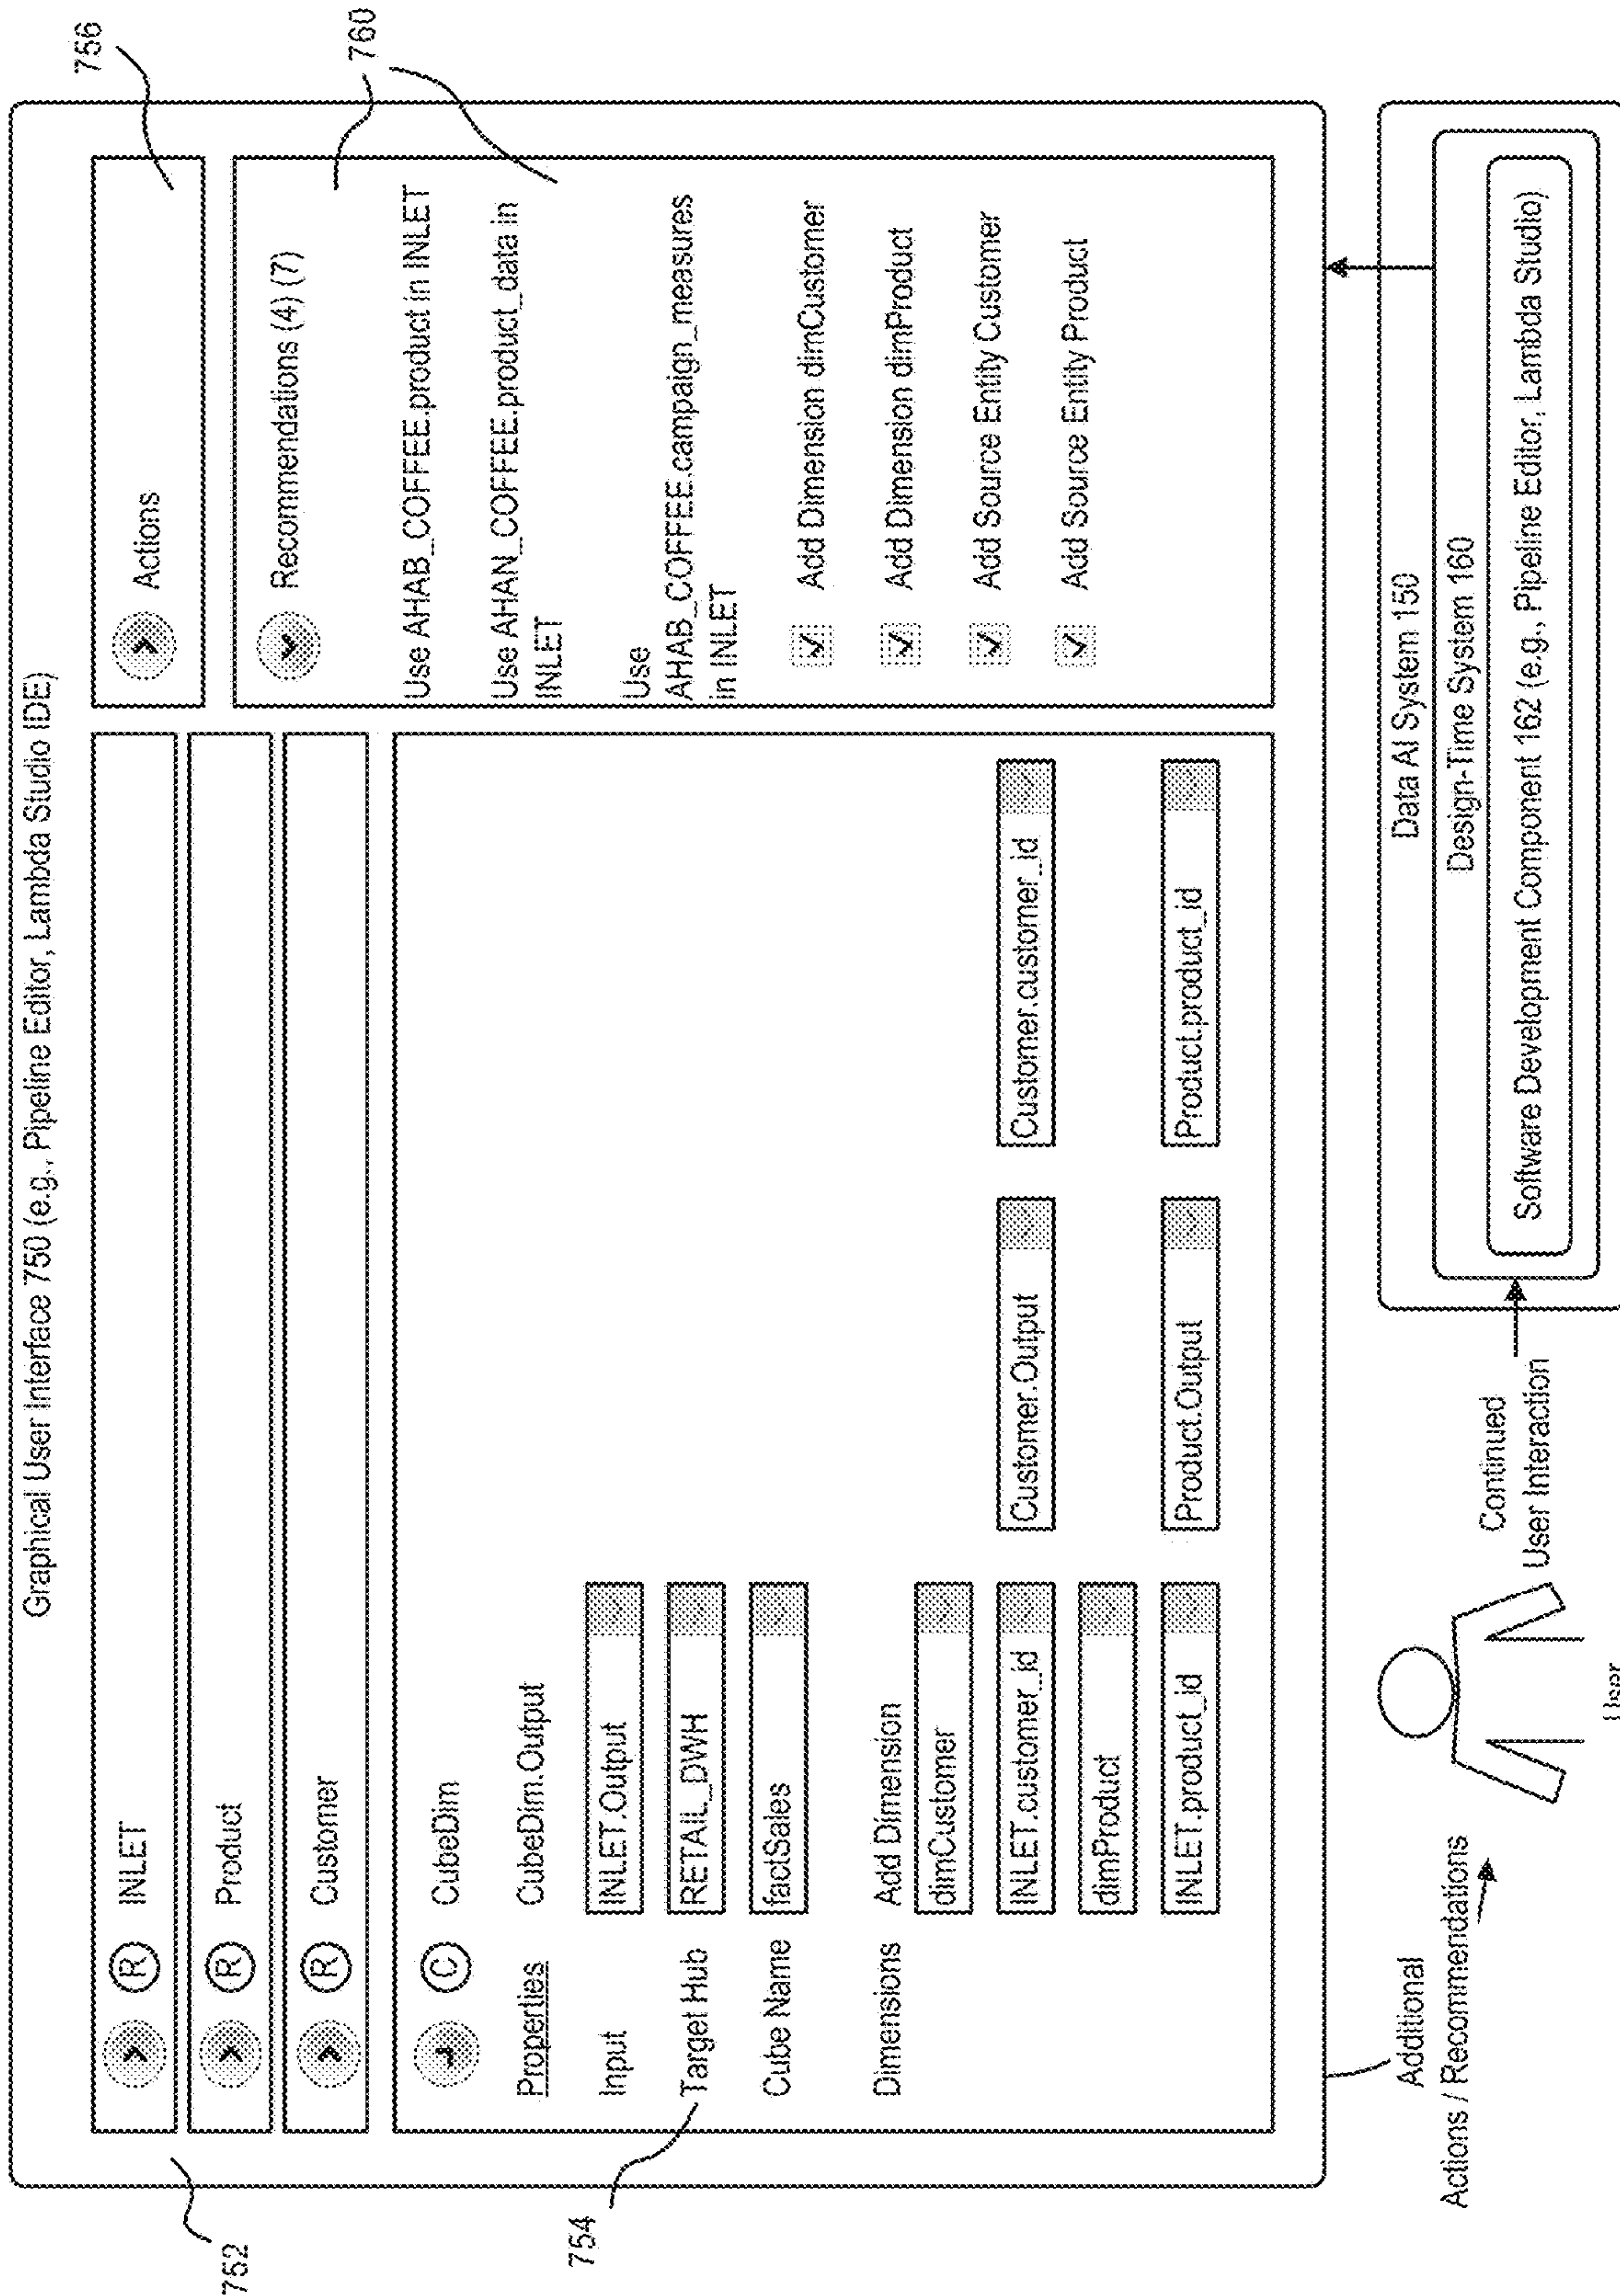 Graphical User Interface 750 (e.g., Pipeline Editor, Lambda Studio IDE)
752
R INLET
R Product
R Customer
754
C CubeDim
Properties CubeDim.Output
Input INLET.Output
Target Hub RETAIL_DWH
Cube Name factSales
Dimensions Add Dimension
dimCustomer
INLET.customer_id Customer.Output Customer.customer_id
dimProduct
INLET.product_id Product.Output Product.product_id
756
Actions
760
Recommendations (4) (7)
Use AHAB_COFFEE.product in INLET
Use AHAN_COFFEE.product_data in
INLET
Use
AHAB_COFFEE.campaign_measures
in INLET
Add Dimension dimCustomer
Add Dimension dimProduct
Add Source Entity Customer
Add Source Entity Product
Additional
Actions / Recommendations
User
Continued
User Interaction
Data AI System 150
Design-Time System 160
Software Development Component 162 (e.g., Pipeline Editor, Lambda Studio)